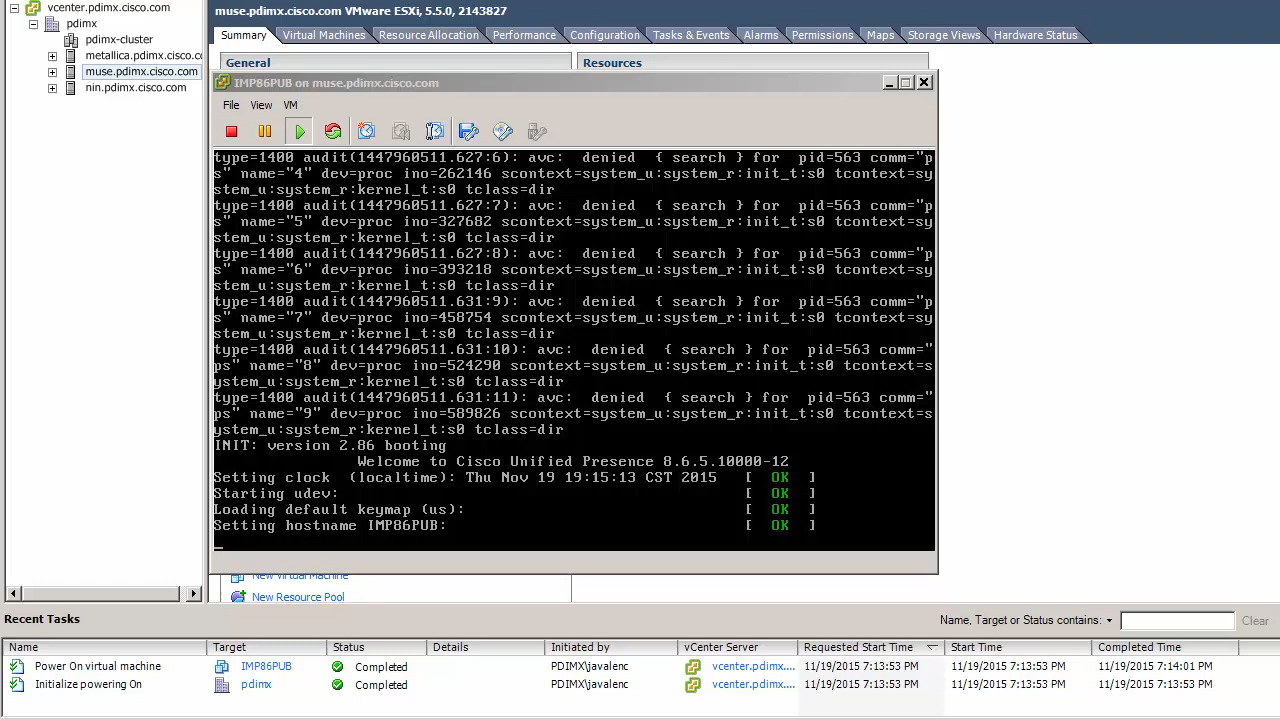 vcenter.pdimx.cisco.com
pdimx
pdimx-cluster
metallica.pdimx.cisco.c
muse.pdimx.cisco.com
nin.pdimx.cisco.com
muse.pdimx.cisco.com VMware ESXi, 5.5.0, 2143827
Summary Virtual Machines Resource Allocation Performance Configuration Tasks & Events Alarms Permissions Maps Storage Views Hardware Status
General Resources
IMP86PUB on muse.pdimx.cisco.com
File View VM
type=1400 audit(1447960511.627:6): avc:  denied  { search } for  pid=563 comm="p
s" name="4" dev=proc ino=262146 scontext=system_u:system_r:init_t:s0 tcontext=sy
stem_u:system_r:kernel_t:s0 tclass=dir
type=1400 audit(1447960511.627:7): avc:  denied  { search } for  pid=563 comm="p
s" name="5" dev=proc ino=327682 scontext=system_u:system_r:init_t:s0 tcontext=sy
stem_u:system_r:kernel_t:s0 tclass=dir
type=1400 audit(1447960511.627:8): avc:  denied  { search } for  pid=563 comm="p
s" name="6" dev=proc ino=393218 scontext=system_u:system_r:init_t:s0 tcontext=sy
stem_u:system_r:kernel_t:s0 tclass=dir
type=1400 audit(1447960511.631:9): avc:  denied  { search } for  pid=563 comm="p
s" name="7" dev=proc ino=458754 scontext=system_u:system_r:init_t:s0 tcontext=sy
stem_u:system_r:kernel_t:s0 tclass=dir
type=1400 audit(1447960511.631:10): avc:  denied  { search } for  pid=563 comm="
ps" name="8" dev=proc ino=524290 scontext=system_u:system_r:init_t:s0 tcontext=s
ystem_u:system_r:kernel_t:s0 tclass=dir
type=1400 audit(1447960511.631:11): avc:  denied  { search } for  pid=563 comm="
ps" name="9" dev=proc ino=589826 scontext=system_u:system_r:init_t:s0 tcontext=s
ystem_u:system_r:kernel_t:s0 tclass=dir
INIT: version 2.86 booting
Welcome to Cisco Unified Presence 8.6.5.10000-12
Setting clock  (localtime): Thu Nov 19 19:15:13 CST 2015 [ OK ]
Starting udev: [ OK ]
Loading default keymap (us): [ OK ]
Setting hostname IMP86PUB: [ OK ]
New Virtual Machine
New Resource Pool
Recent Tasks Name, Target or Status contains: Clear
Name Target Status Details Initiated by vCenter Server Requested Start Time Start Time Completed Time
Power On virtual machine IMP86PUB Completed PDIMX\javalenc vcenter.pdimx.... 11/19/2015 7:13:53 PM 11/19/2015 7:13:53 PM 11/19/2015 7:14:01 PM
Initialize powering On pdimx Completed PDIMX\javalenc vcenter.pdimx.... 11/19/2015 7:13:53 PM 11/19/2015 7:13:53 PM 11/19/2015 7:13:53 PM